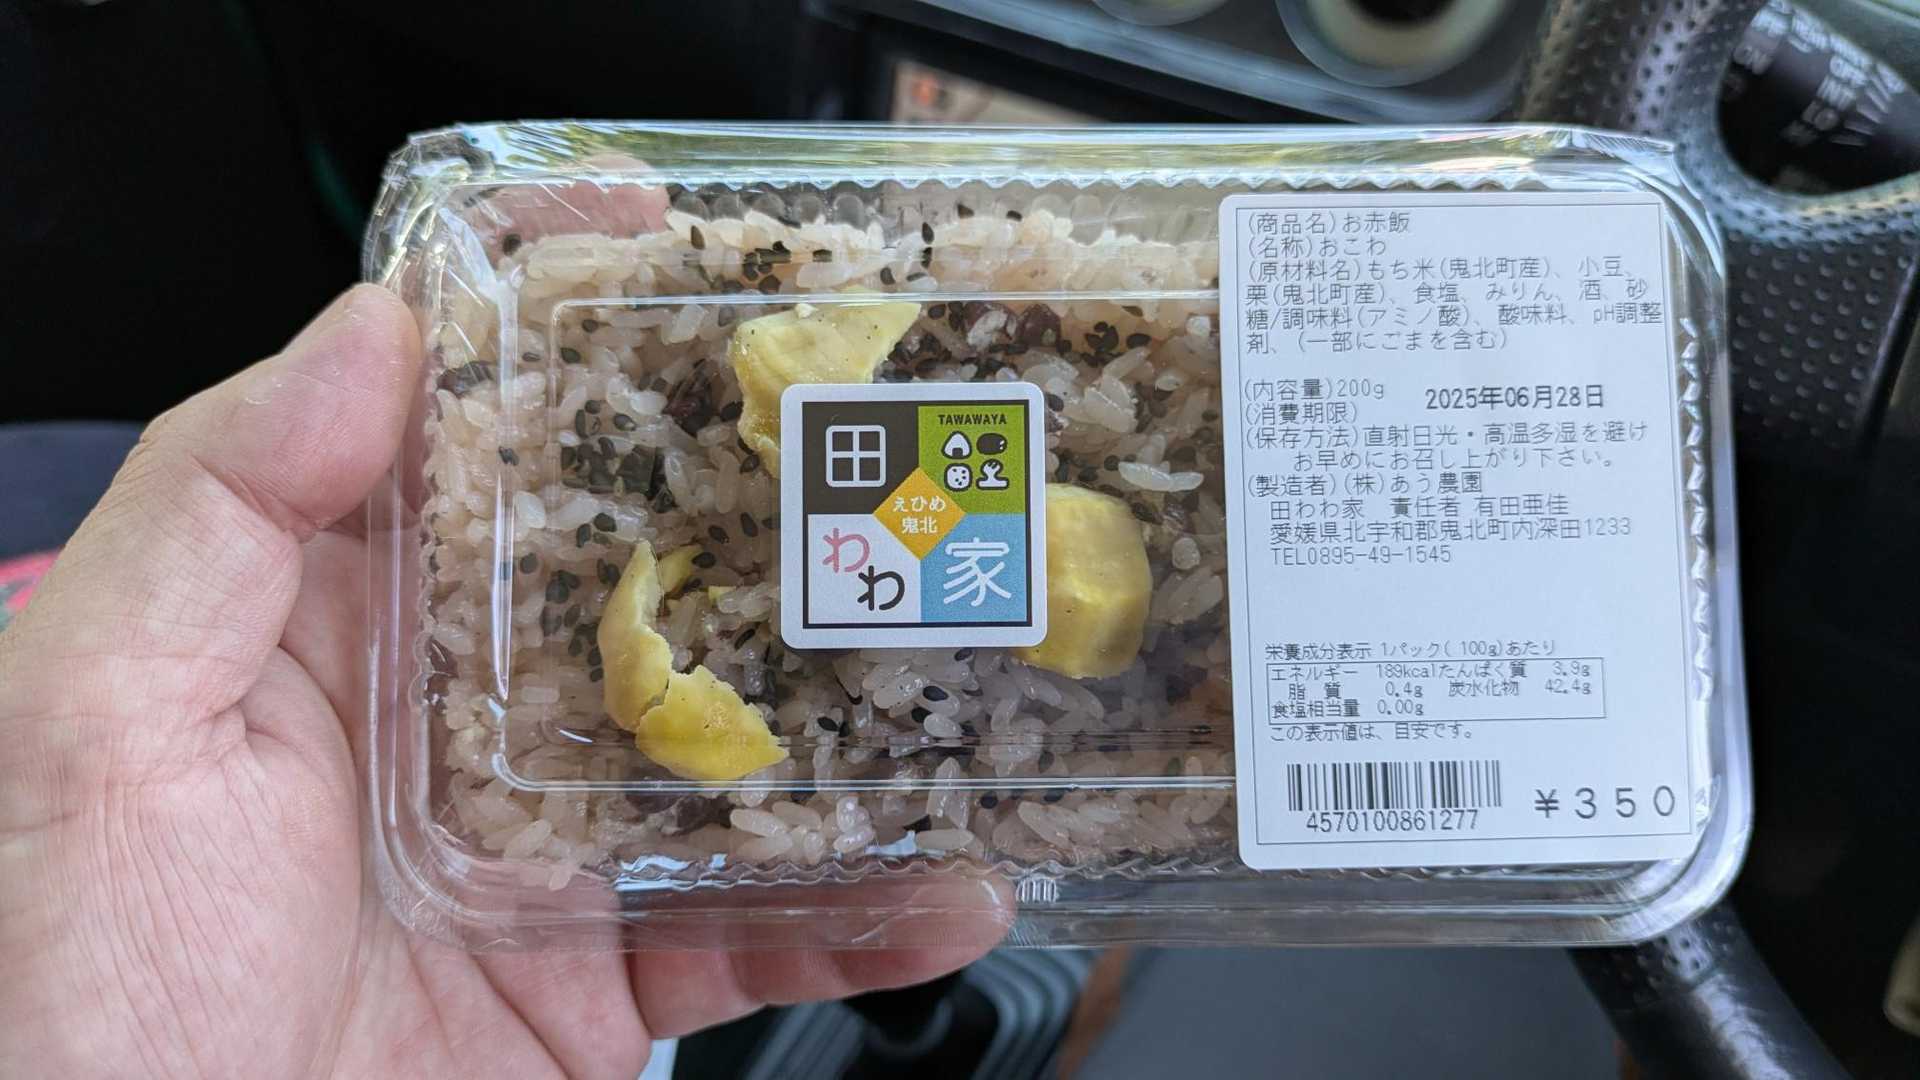 (商品名)お赤飯
(名称)おこわ
(原材料名)もち米(鬼北町産)、小豆、
栗(鬼北町産)、食塩、みりん、酒、砂
糖/調味料(アミノ酸)、酸味料、pH調整
剤、(一部にごまを含む)
(内容量)200g
(消費期限) 2025年06月28日
(保存方法)直射日光・高温多湿を避け
お早めにお召し上がり下さい。
(製造者)(株)あう農園
田わわ家 責任者 有田亜佳
愛媛県北宇和郡鬼北町内深田1233
TEL0895-49-1545
栄養成分表示 1パック( 100g)あたり
エネルギー 189kcalたんぱく質 3.9g
脂 質 0.4g 炭水化物 42.4g
食塩相当量 0.00g
この表示値は、目安です。
4570100861277
¥350
田
TAWAWAYA
えひめ
鬼北
わわ
家
OFF
INT
LO